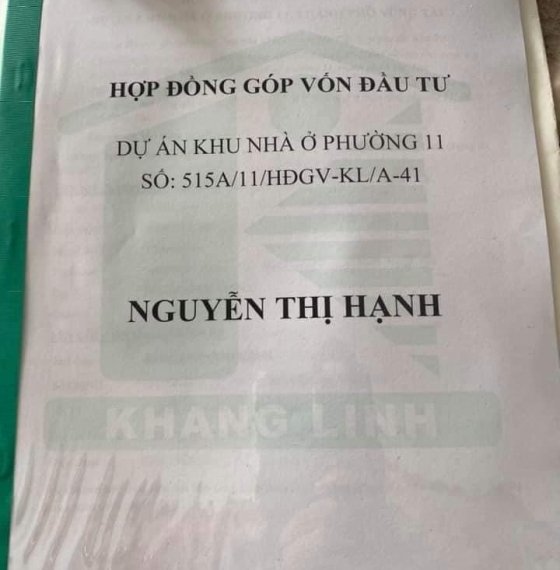 HỢP ĐỒNG GÓP VỐN ĐẦU TƯ
DỰ ÁN KHU NHÀ Ở PHƯỜNG 11
SỐ: 515A/11/HĐGV-KL/A-41
NGUYỄN THỊ HẠNH
KHANG LINH